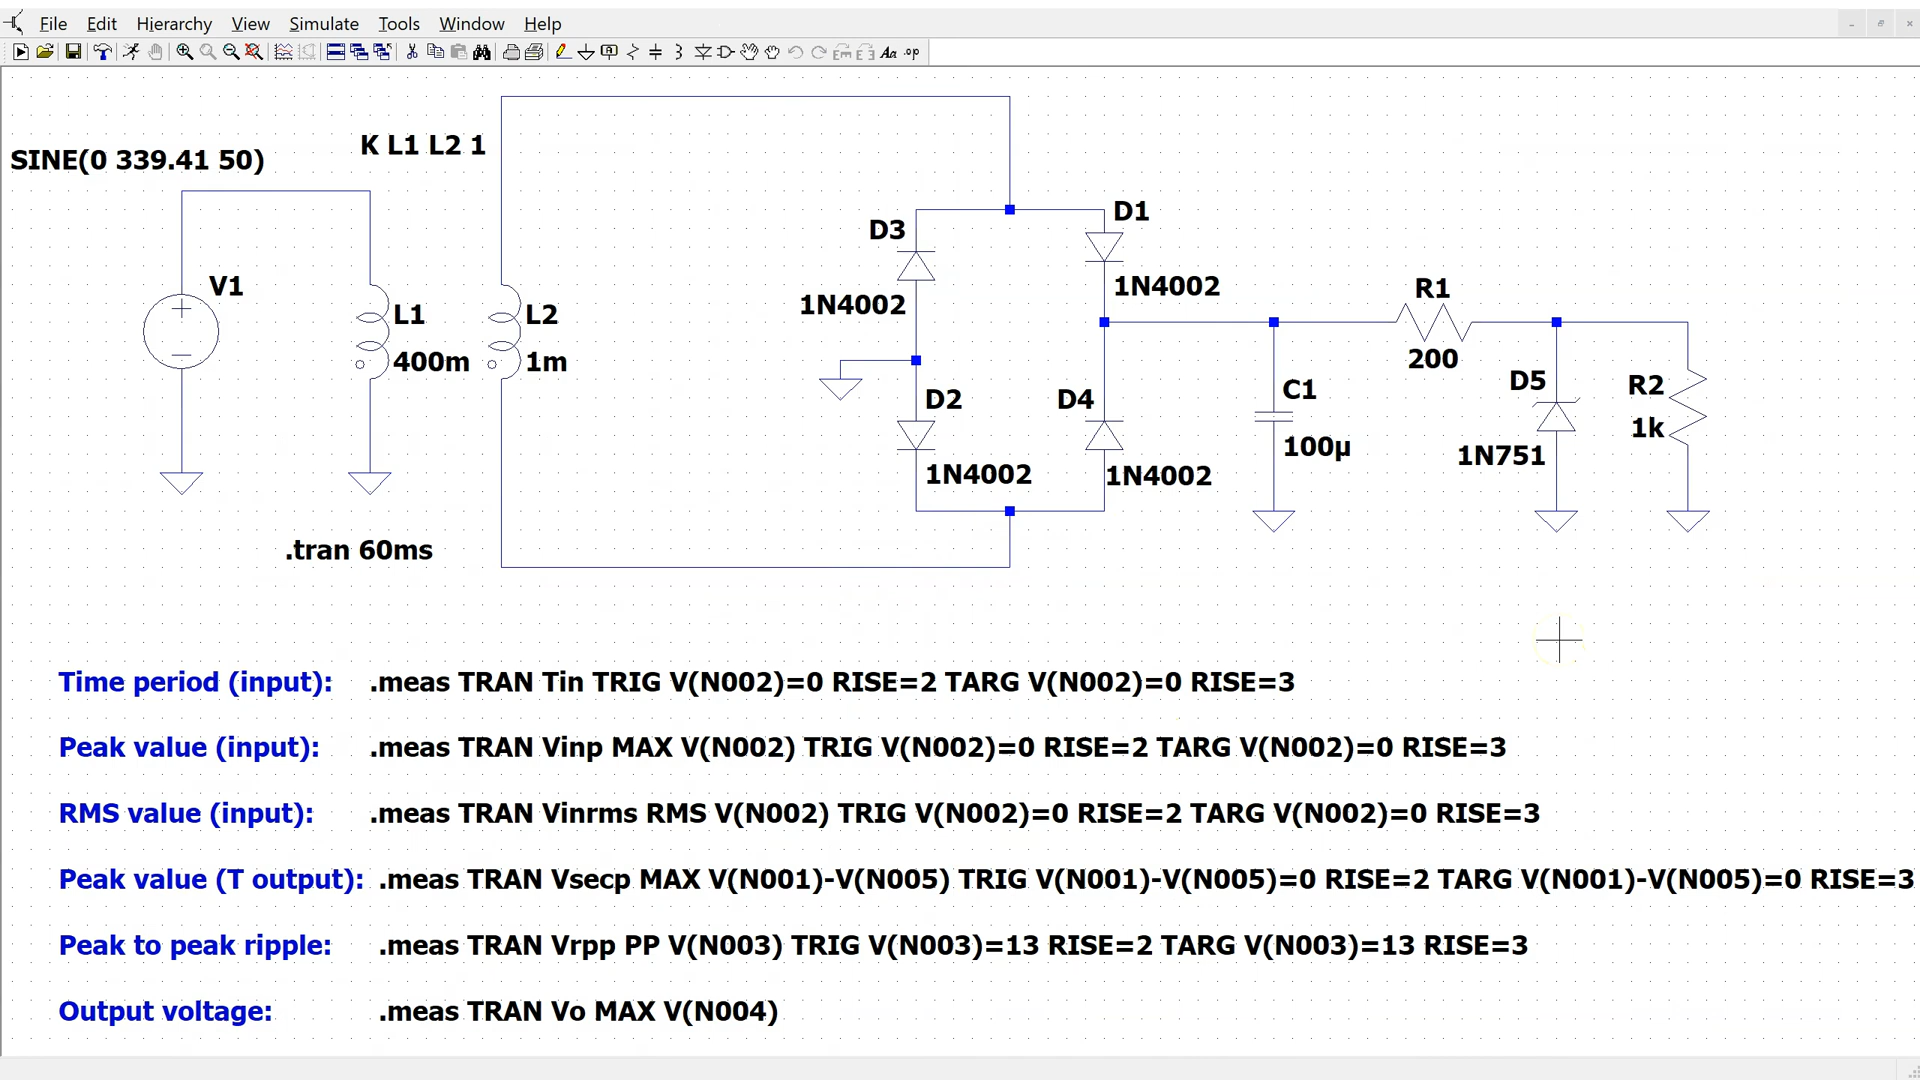 File Edit Hierarchy View Simulate Tools Window Help
Aa .op
K L1 L2 1
SINE(0 339.41 50)
D1
D3
V1
1N4002
R1
1N4002
L1
L2
200
400m
1m
D5
R2
C1
D2
D4
1k
100µ
1N751
1N4002
1N4002
.tran 60ms
Time period (input): .meas TRAN Tin TRIG V(N002)=0 RISE=2 TARG V(N002)=0 RISE=3
Peak value (input): .meas TRAN Vinp MAX V(N002) TRIG V(N002)=0 RISE=2 TARG V(N002)=0 RISE=3
RMS value (input): .meas TRAN Vinrms RMS V(N002) TRIG V(N002)=0 RISE=2 TARG V(N002)=0 RISE=3
Peak value (T output): .meas TRAN Vsecp MAX V(N001)-V(N005) TRIG V(N001)-V(N005)=0 RISE=2 TARG V(N001)-V(N005)=0 RISE=3
Peak to peak ripple: .meas TRAN Vrpp PP V(N003) TRIG V(N003)=13 RISE=2 TARG V(N003)=13 RISE=3
Output voltage: .meas TRAN Vo MAX V(N004)